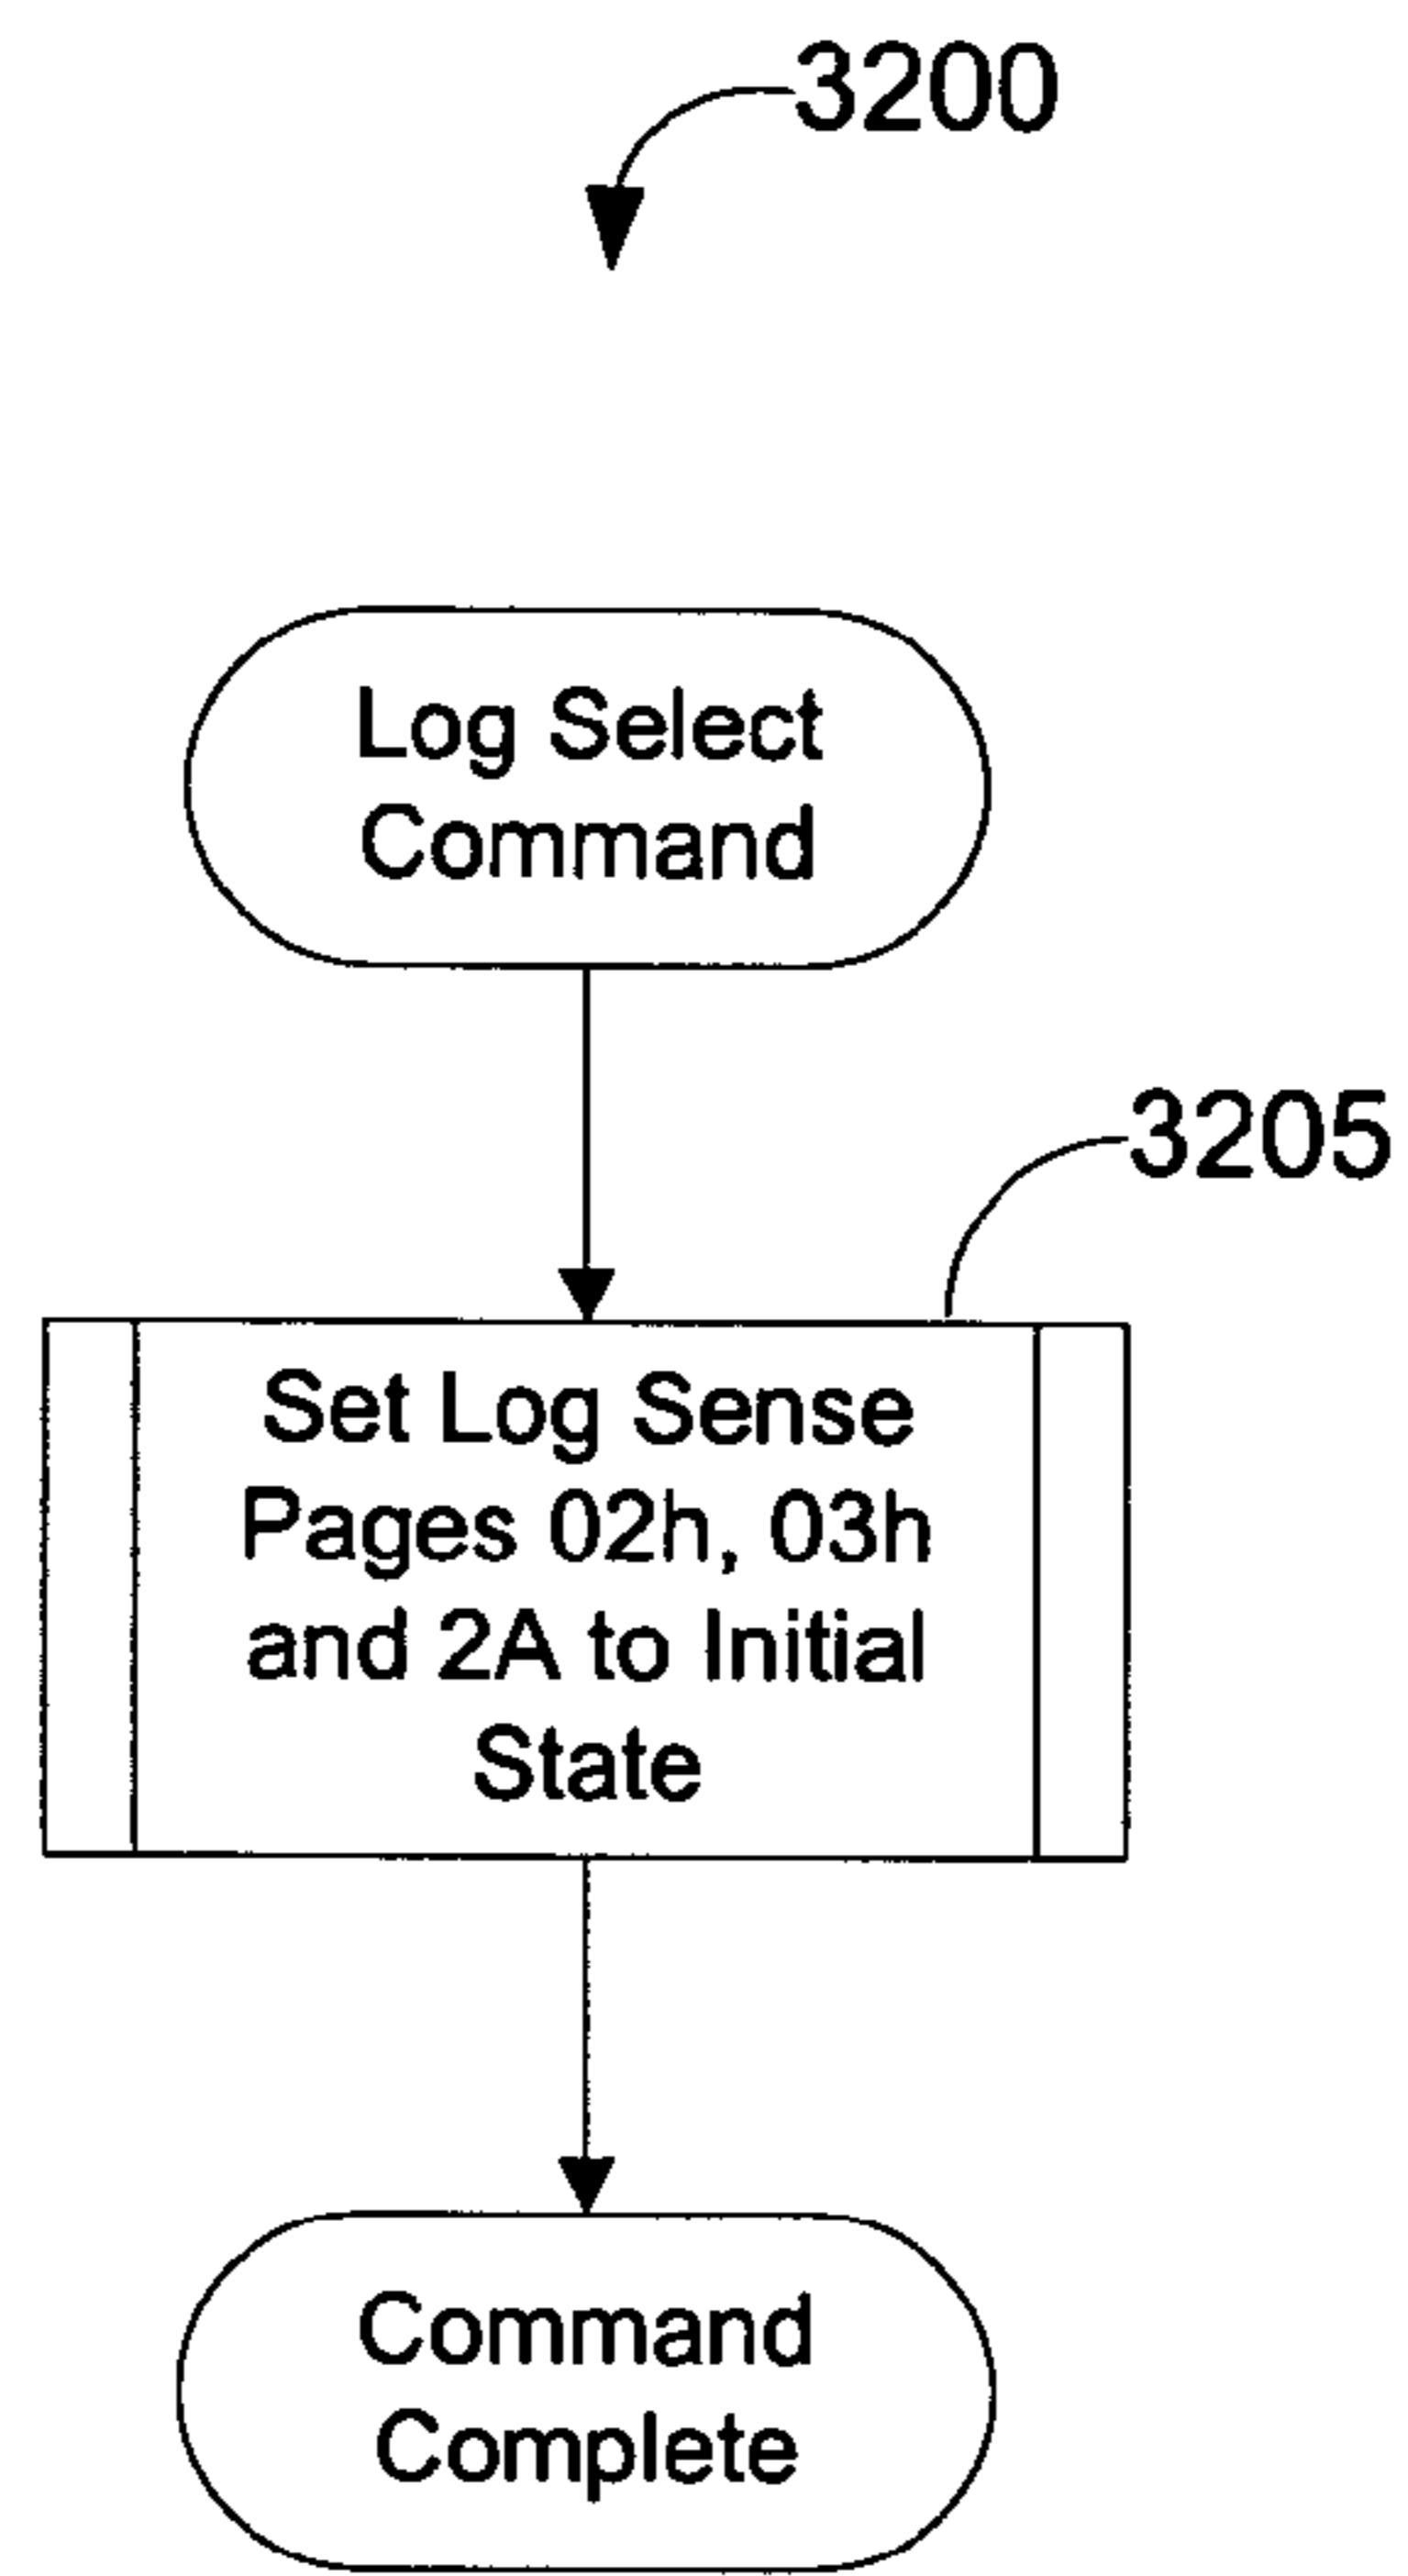 3200
Log Select
Command
3205
Set Log Sense
Pages 02h, 03h
and 2A to Initial
State
Command
Complete